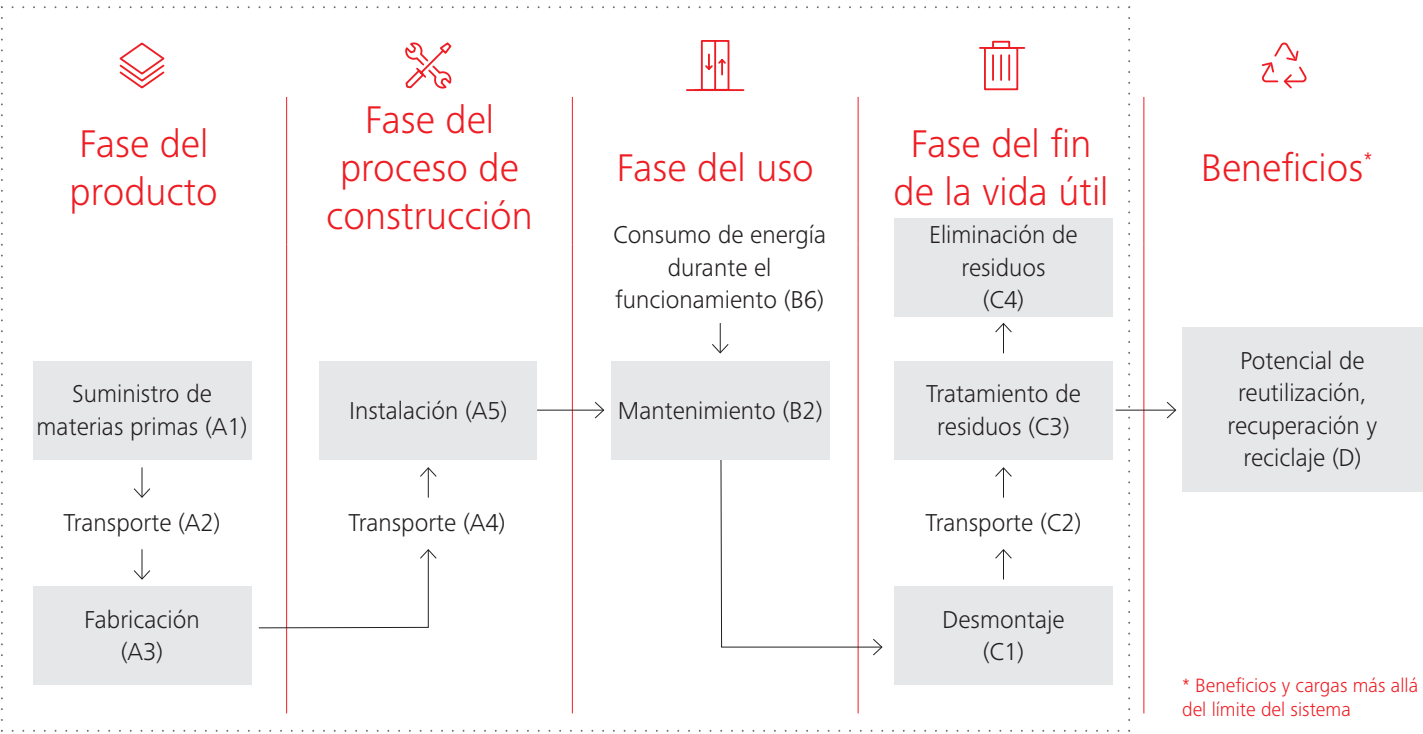 Fase del
producto
Suministro de
materias primas (A1)
Transporte (A2)
Fabricación
(A3)
Fase del
proceso de
construcción
Instalación (A5)
Transporte (A4)
Fase del uso
Consumo de energía
durante el
funcionamiento (B6)
Mantenimiento (B2)
Fase del fin
de la vida útil
Eliminación de
residuos
(C4)
Tratamiento de
residuos (C3)
Transporte (C2)
Desmontaje
(C1)
Beneficios*
Potencial de
reutilización,
recuperación y
reciclaje (D)
* Beneficios y cargas más allá
del límite del sistema